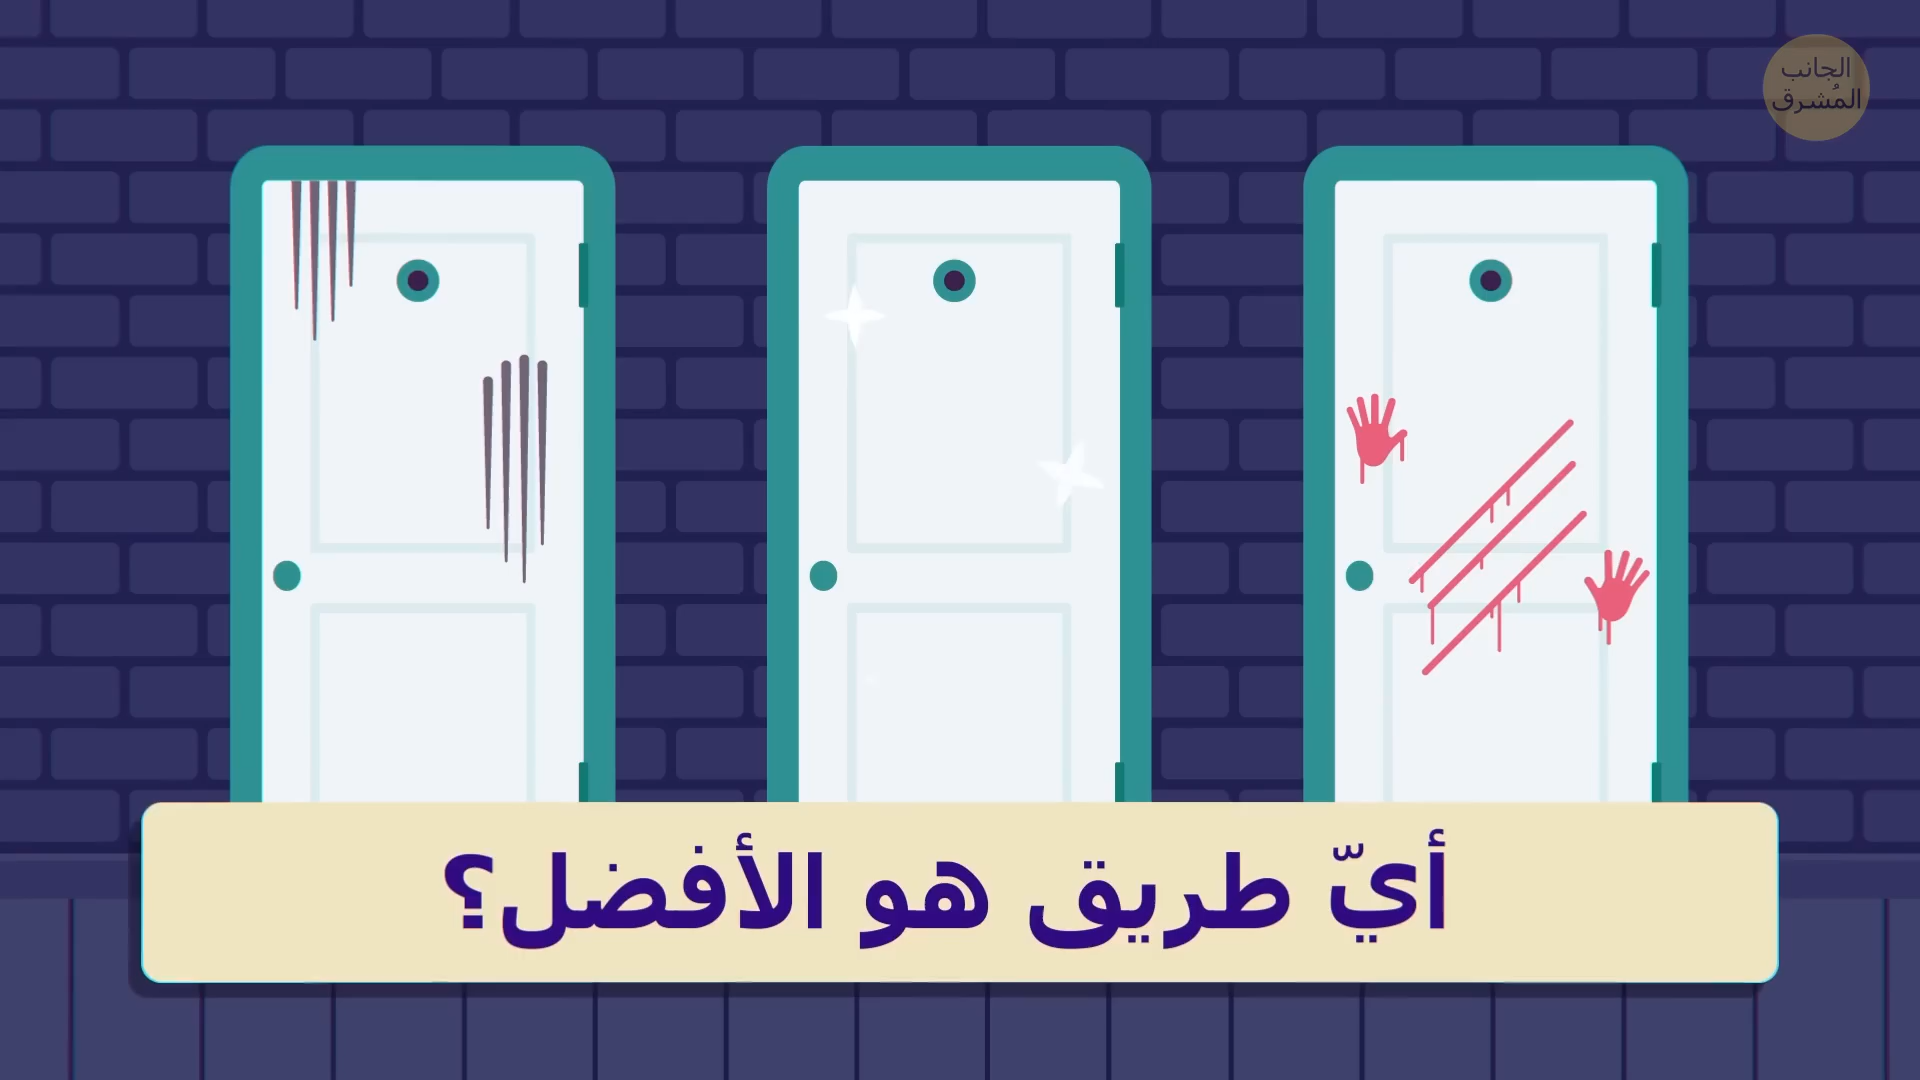 الجانب
المُشرق
أيّ طريق هو الأفضل؟